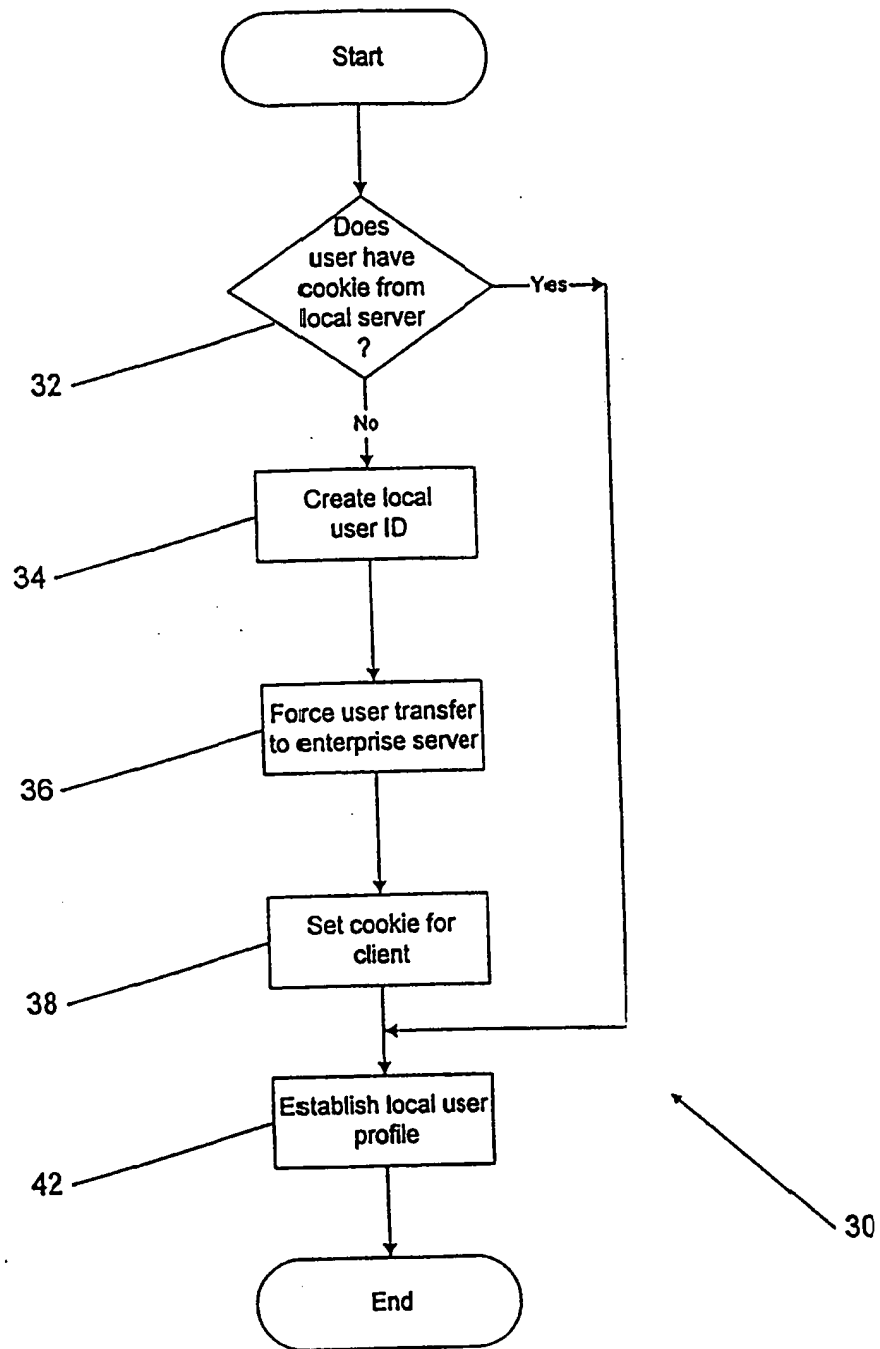 Start
Does
user have
cookie from
local server
?
Yes
32
No
Create local
user ID
34
Force user transfer
to enterprise server
36
Set cookie for
client
38
Establish local user
profile
42
30
End